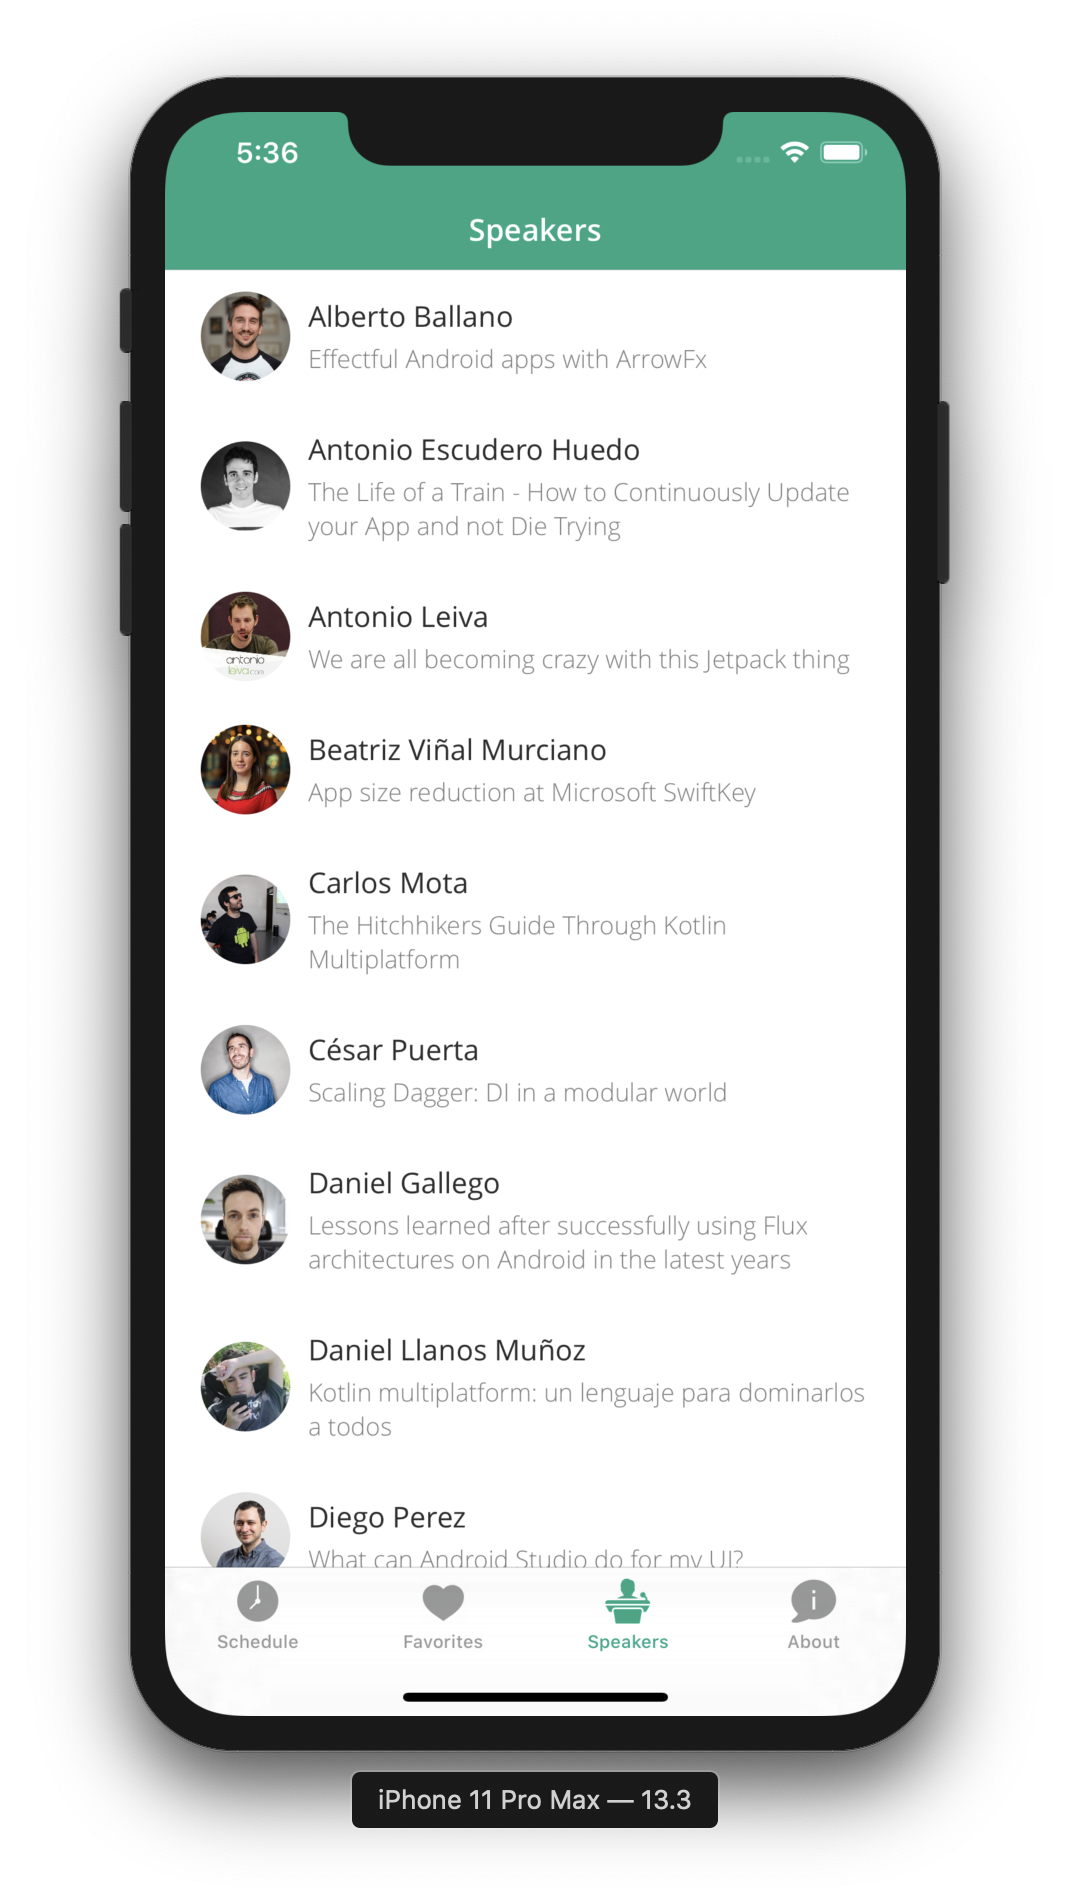 5:36
Speakers
Alberto Ballano
Effectful Android apps with ArrowFx
Antonio Escudero Huedo
The Life of a Train - How to Continuously Update
your App and not Die Trying
Antonio Leiva
We are all becoming crazy with this Jetpack thing
antonio
leiva.com
Beatriz Viñal Murciano
App size reduction at Microsoft SwiftKey
Carlos Mota
The Hitchhikers Guide Through Kotlin
Multiplatform
César Puerta
Scaling Dagger: DI in a modular world
Daniel Gallego
Lessons learned after successfully using Flux
architectures on Android in the latest years
Daniel Llanos Muñoz
Kotlin multiplatform: un lenguaje para dominarlos
a todos
Diego Perez
What can Android Studio do for my UI?
Schedule
Favorites
Speakers
About
iPhone 11 Pro Max — 13.3